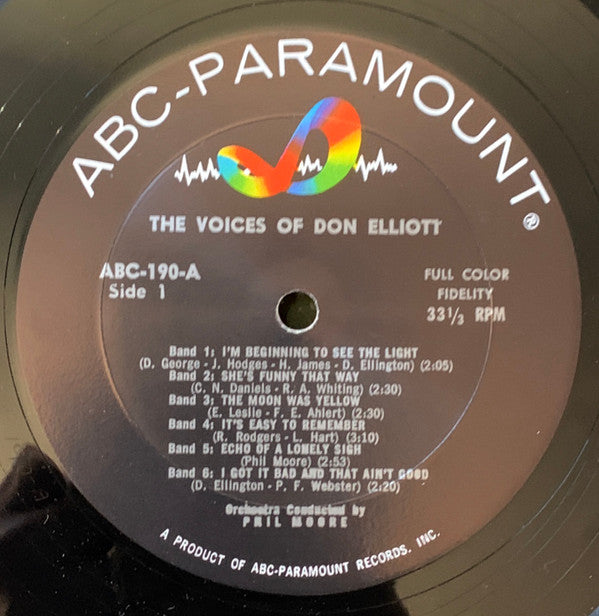 ABC-PARAMOUNT®
THE VOICES OF DON ELLIOTT
ABC-190-A
Side 1
FULL COLOR
FIDELITY
33 1/3 RPM
Band 1: I'M BEGINNING TO SEE THE LIGHT
(D. George - J. Hodges - H. James - D. Ellington) (2:05)
Band 2: SHE'S FUNNY THAT WAY
(C. N. Daniels - R. A. Whiting) (2:30)
Band 3: THE MOON WAS YELLOW
(E. Leslie - F. E. Ahlert) (2:30)
Band 4: IT'S EASY TO REMEMBER
(R. Rodgers - L. Hart) (3:10)
Band 5: ECHO OF A LONELY SIGH
(Phil Moore) (2:53)
Band 6: I GOT IT BAD AND THAT AIN'T GOOD
(D. Ellington - P. F. Webster) (2:20)
Orchestra Conducted by
PHIL MOORE
A PRODUCT OF ABC-PARAMOUNT RECORDS, INC.